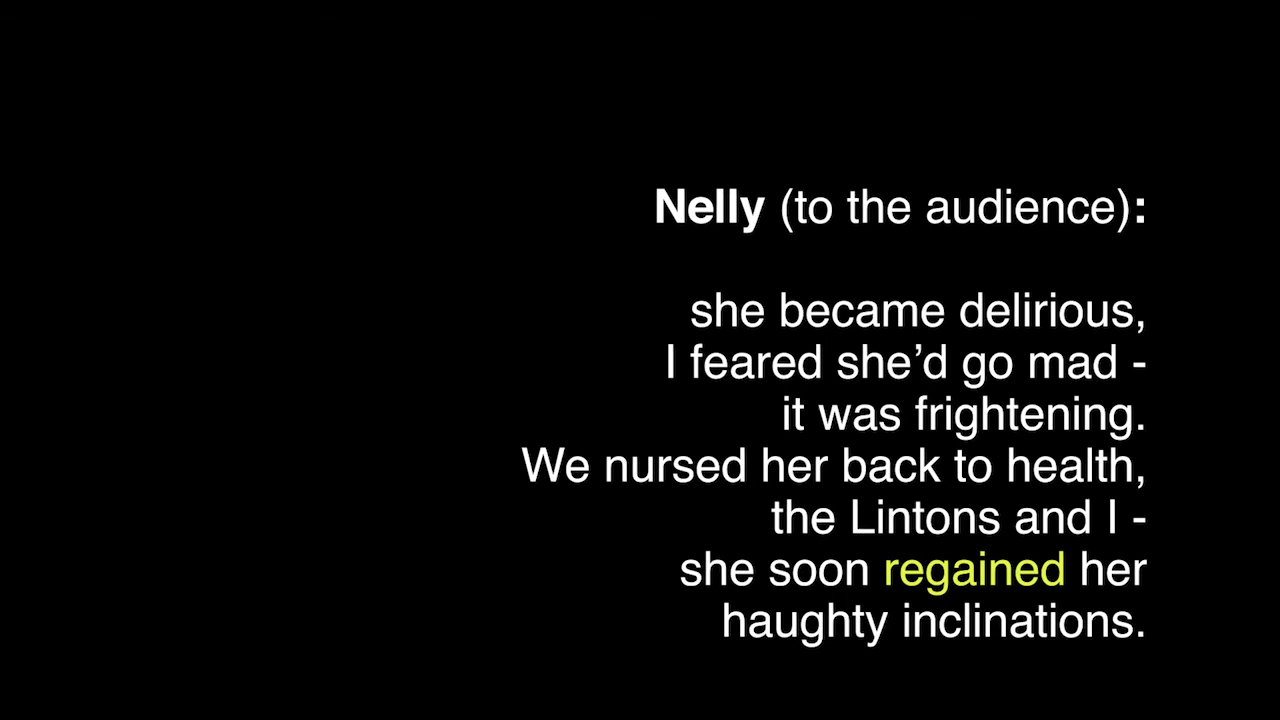 Nelly (to the audience):
she became delirious,
I feared she’d go mad -
it was frightening.
We nursed her back to health,
the Lintons and I -
she soon regained her
haughty inclinations.